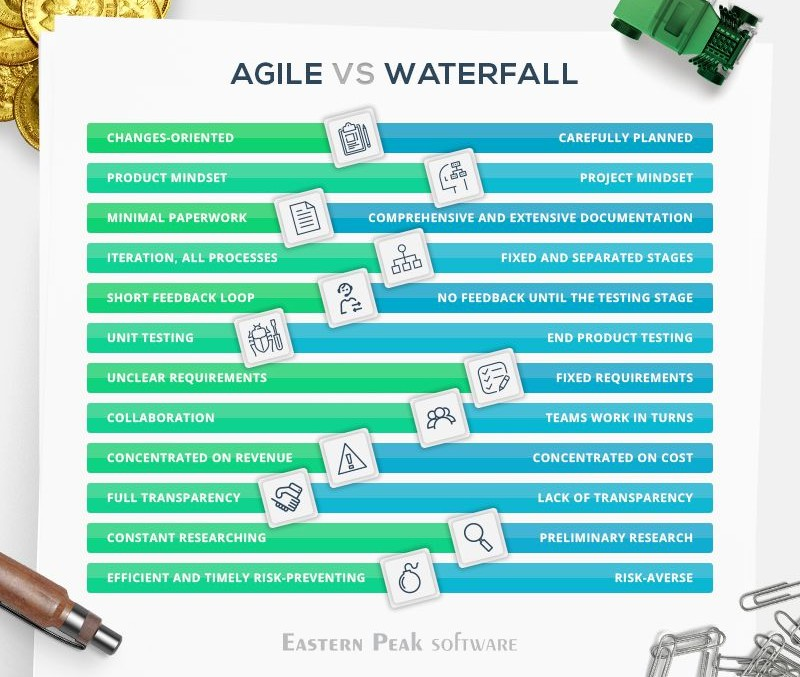 AGILE VS WATERFALL
CHANGES-ORIENTED CAREFULLY PLANNED
PRODUCT MINDSET PROJECT MINDSET
MINIMAL PAPERWORK COMPREHENSIVE AND EXTENSIVE DOCUMENTATION
ITERATION, ALL PROCESSES FIXED AND SEPARATED STAGES
SHORT FEEDBACK LOOP NO FEEDBACK UNTIL THE TESTING STAGE
UNIT TESTING END PRODUCT TESTING
UNCLEAR REQUIREMENTS FIXED REQUIREMENTS
COLLABORATION TEAMS WORK IN TURNS
CONCENTRATED ON REVENUE CONCENTRATED ON COST
FULL TRANSPARENCY LACK OF TRANSPARENCY
CONSTANT RESEARCHING PRELIMINARY RESEARCH
EFFICIENT AND TIMELY RISK-PREVENTING RISK-AVERSE
EASTERN PEAK SOFTWARE